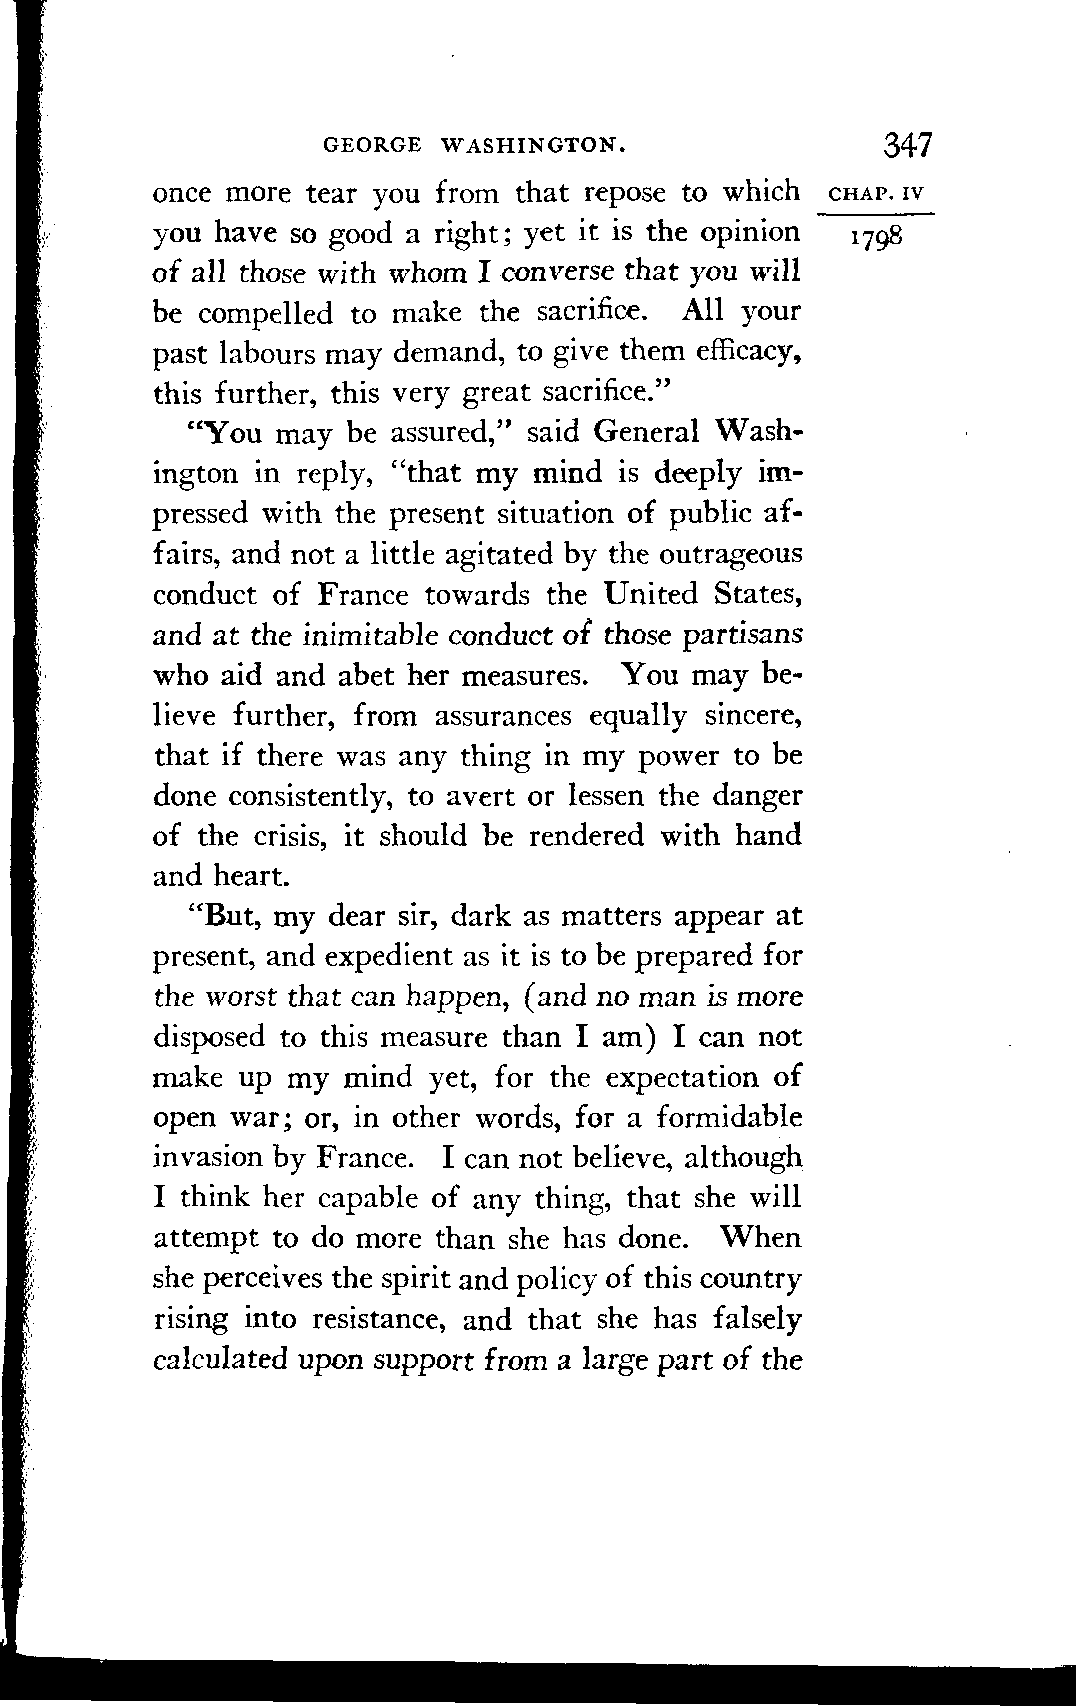 GEORGE WASHINGTON. 347
once more tear you from that repose to which CHAP. IV
you have so good a right; yet it is the opinion 1798
of all those with whom I converse that you will
be compelled to make the sacrifice. All your
past labours may demand, to give them efficacy,
this further, this very great sacrifice."
"You may be assured," said General Wash-
ington in reply, "that my mind is deeply im-
pressed with the present situation of public af-
fairs, and not a little agitated by the outrageous
conduct of France towards the United States,
and at the inimitable conduct of those partisans
who aid and abet her measures. You may be-
lieve further, from assurances equally sincere,
that if there was any thing in my power to be
done consistently, to avert or lessen the danger
of the crisis, it should be rendered with hand
and heart.
"But, my dear sir, dark as matters appear at
present, and expedient as it is to be prepared for
the worst that can happen, (and no man is more
disposed to this measure than I am) I can not
make up my mind yet, for the expectation of
open war; or, in other words, for a formidable
invasion by France. I can not believe, although
I think her capable of any thing, that she will
attempt to do more than she has done. When
she perceives the spirit and policy of this country
rising into resistance, and that she has falsely
calculated upon support from a large part of the